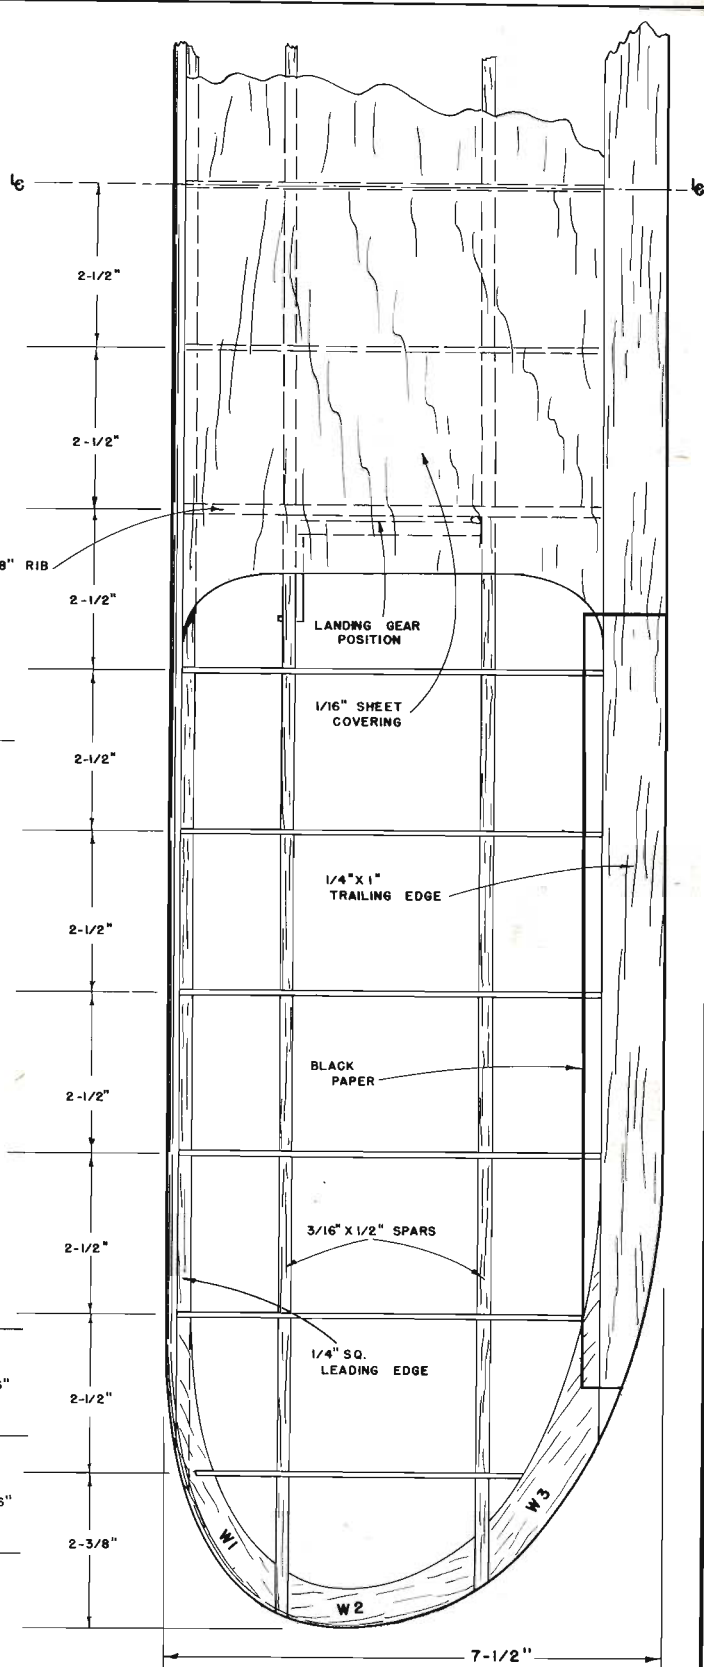 ℄
℄
2-1/2"
2-1/2"
8" RIB
2-1/2"
LANDING GEAR
POSITION
1/16" SHEET
COVERING
2-1/2"
1/4" X 1"
TRAILING EDGE
2-1/2"
BLACK
PAPER
2-1/2"
3/16" X 1/2" SPARS
2-1/2"
1/4" SQ.
LEADING EDGE
2-1/2"
6"
W3
2-3/8"
W1
W2
7-1/2"